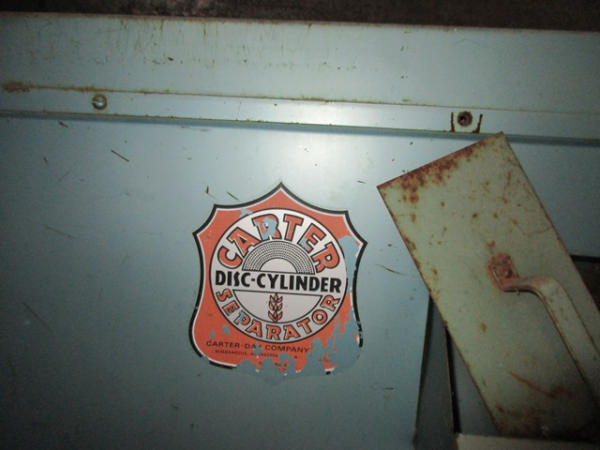 CARTER
DISC-CYLINDER
SEPARATOR
CARTER-DAY COMPANY